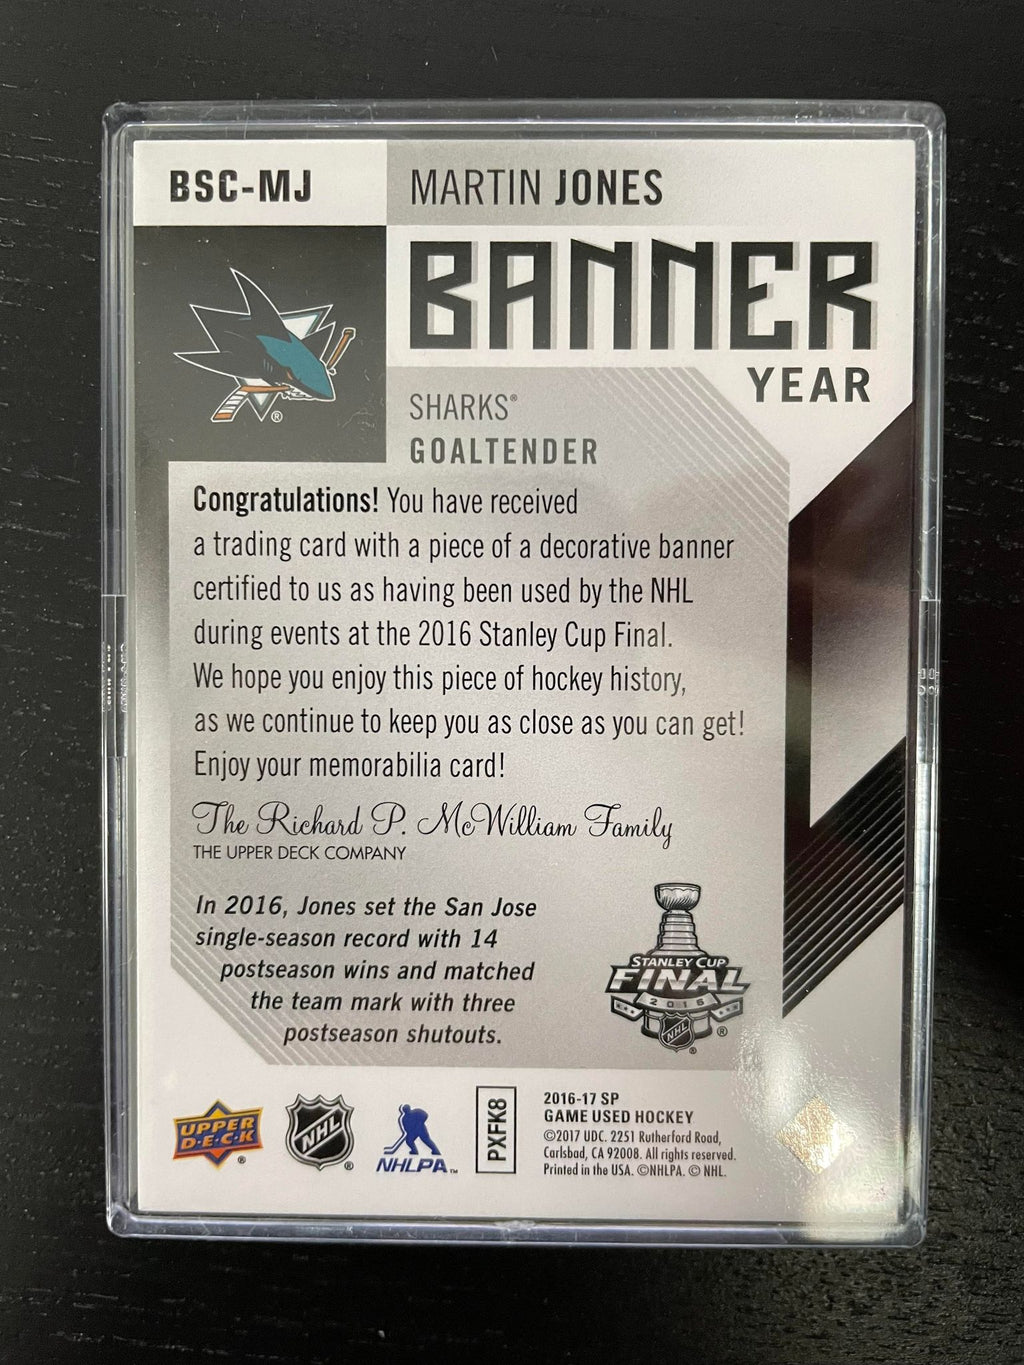 BSC-MJ
MARTIN JONES
BANNER
YEAR
SHARKS®
GOALTENDER
Congratulations! You have received
a trading card with a piece of a decorative banner
certified to us as having been used by the NHL
during events at the 2016 Stanley Cup Final.
We hope you enjoy this piece of hockey history,
as we continue to keep you as close as you can get!
Enjoy your memorabilia card!
The Richard P. McWilliam Family
THE UPPER DECK COMPANY
In 2016, Jones set the San Jose
single-season record with 14
postseason wins and matched
the team mark with three
postseason shutouts.
STANLEY CUP
FINAL
2016
NHL
®
UPPER
D·E·C·K
®
NHL
®
NHLPA™
PXFK8
2016-17 SP
GAME USED HOCKEY
©2017 UDC. 2251 Rutherford Road,
Carlsbad, CA 92008. All rights reserved.
Printed in the USA. ©NHLPA. © NHL.